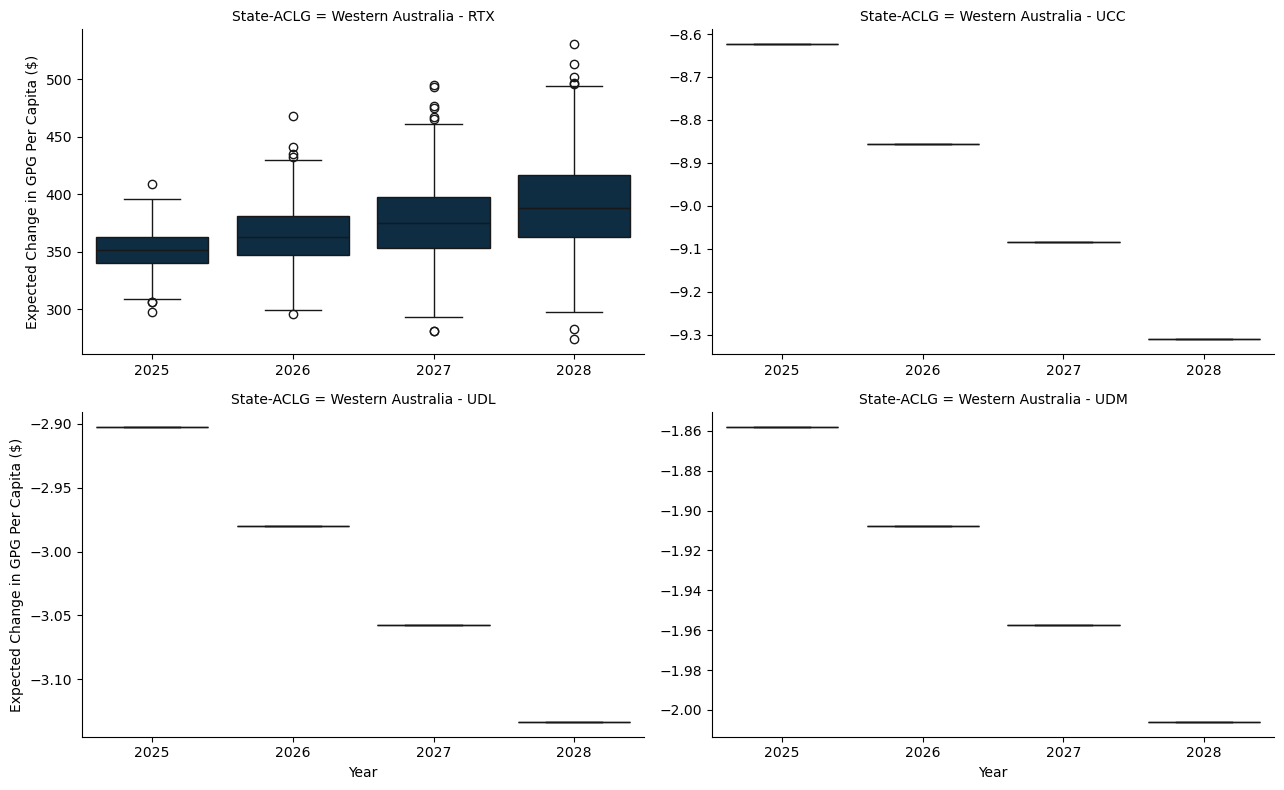 State-ACLG = Western Australia - RTX
Expected Change in GPG Per Capita ($)
500
450
400
350
300
2025 2026 2027 2028
State-ACLG = Western Australia - UCC
−8.6
−8.7
−8.8
−8.9
−9.0
−9.1
−9.2
−9.3
2025 2026 2027 2028
State-ACLG = Western Australia - UDL
Expected Change in GPG Per Capita ($)
−2.90
−2.95
−3.00
−3.05
−3.10
2025 2026 2027 2028
Year
State-ACLG = Western Australia - UDM
−1.86
−1.88
−1.90
−1.92
−1.94
−1.96
−1.98
−2.00
2025 2026 2027 2028
Year